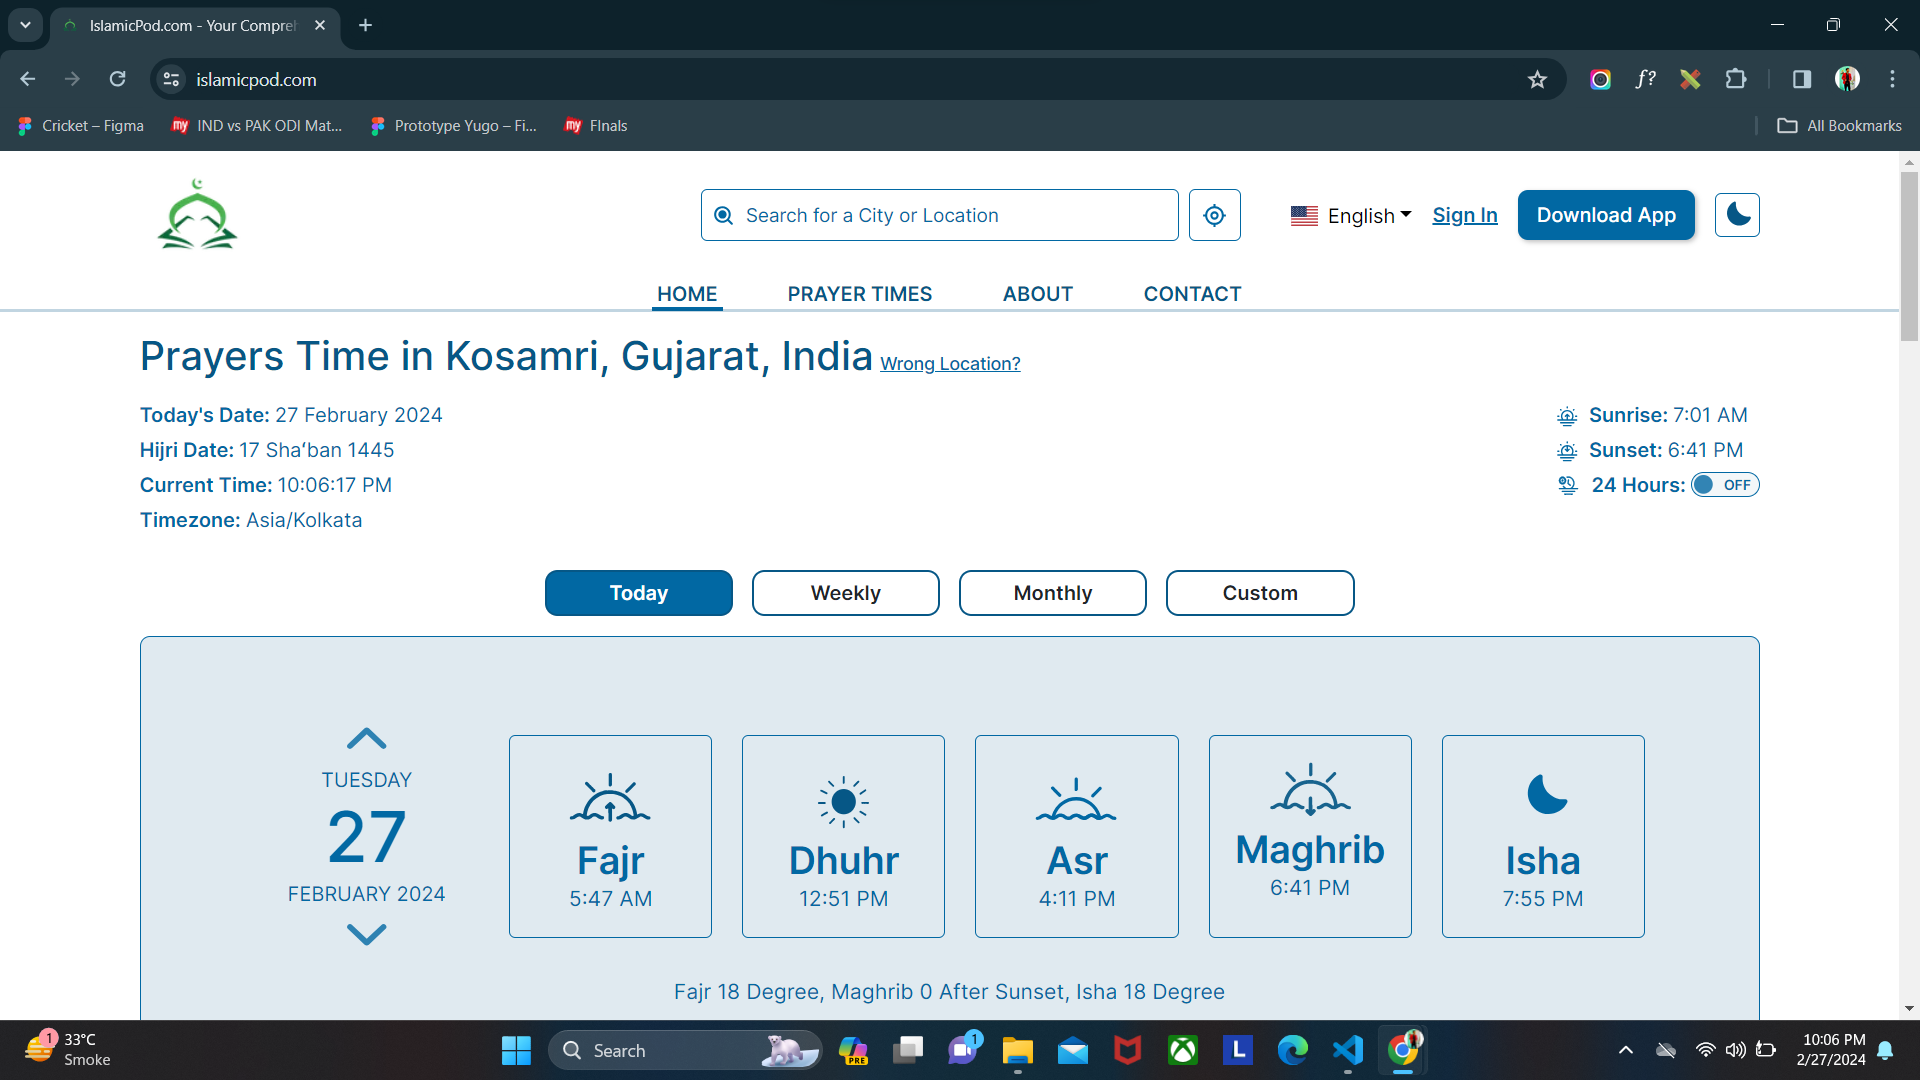 IslamicPod.com - Your Compreh
islamicpod.com
f?
Cricket – Figma
my IND vs PAK ODI Mat...
Prototype Yugo – Fi...
my FInals
All Bookmarks
Search for a City or Location
English
Sign In
Download App
HOME
PRAYER TIMES
ABOUT
CONTACT
Prayers Time in Kosamri, Gujarat, India Wrong Location?
Today's Date: 27 February 2024
Hijri Date: 17 Shaʻban 1445
Current Time: 10:06:17 PM
Timezone: Asia/Kolkata
Sunrise: 7:01 AM
Sunset: 6:41 PM
24 Hours: OFF
Today
Weekly
Monthly
Custom
TUESDAY
27
FEBRUARY 2024
Fajr
5:47 AM
Dhuhr
12:51 PM
Asr
4:11 PM
Maghrib
6:41 PM
Isha
7:55 PM
Fajr 18 Degree, Maghrib 0 After Sunset, Isha 18 Degree
1
33°C
Smoke
Search
PRE
1
L
10:06 PM
2/27/2024